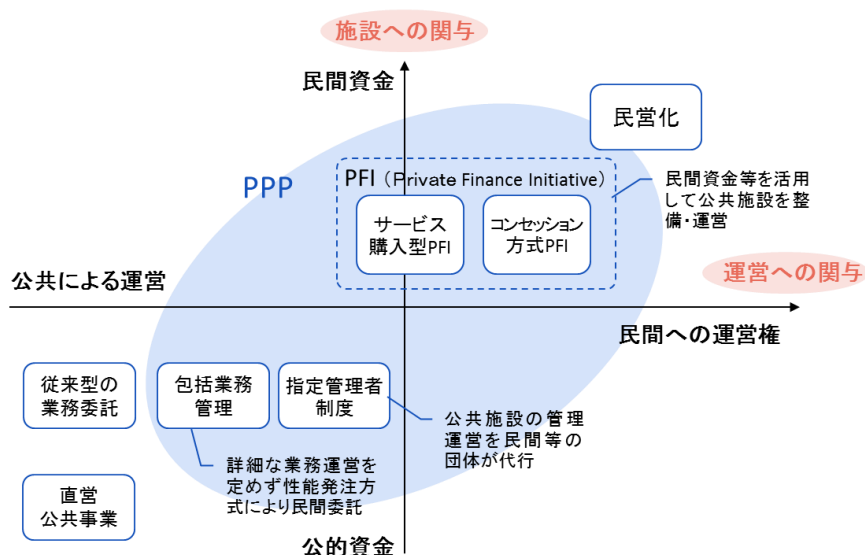 施設への関与
民間資金
民営化
PPP
PFI（Private Finance Initiative）
民間資金等を活用
して公共施設を整
備・運営
サービス
購入型PFI
コンセッション
方式PFI
公共による運営
運営への関与
民間への運営権
従来型の
業務委託
包括業務
管理
指定管理者
制度
公共施設の管理
運営を民間等の
団体が代行
詳細な業務運営を
定めず性能発注方
式により民間委託
直営
公共事業
公的資金